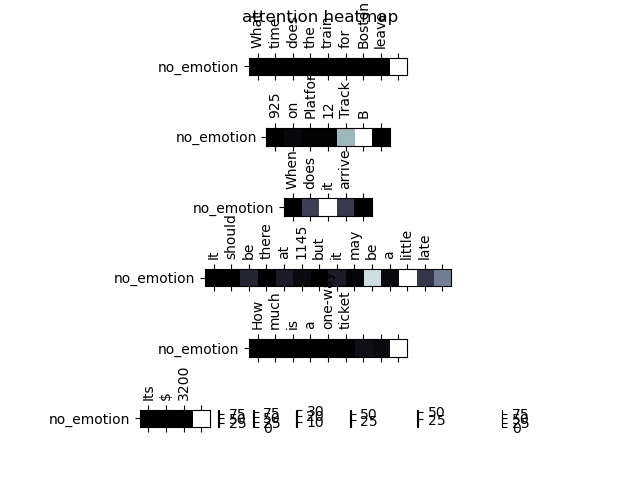 attention heatmap
What time does the train for Boston leave
no_emotion
925 on Platform 12 Track B
no_emotion
When does it arrive
no_emotion
It should be there at 1145 but it may be a little late
no_emotion
How much is a one-way ticket
no_emotion
Its $ 3200
no_emotion
75 75 30 50 50 75
50 50 20 25 25 50
25 25 10 25
0 0